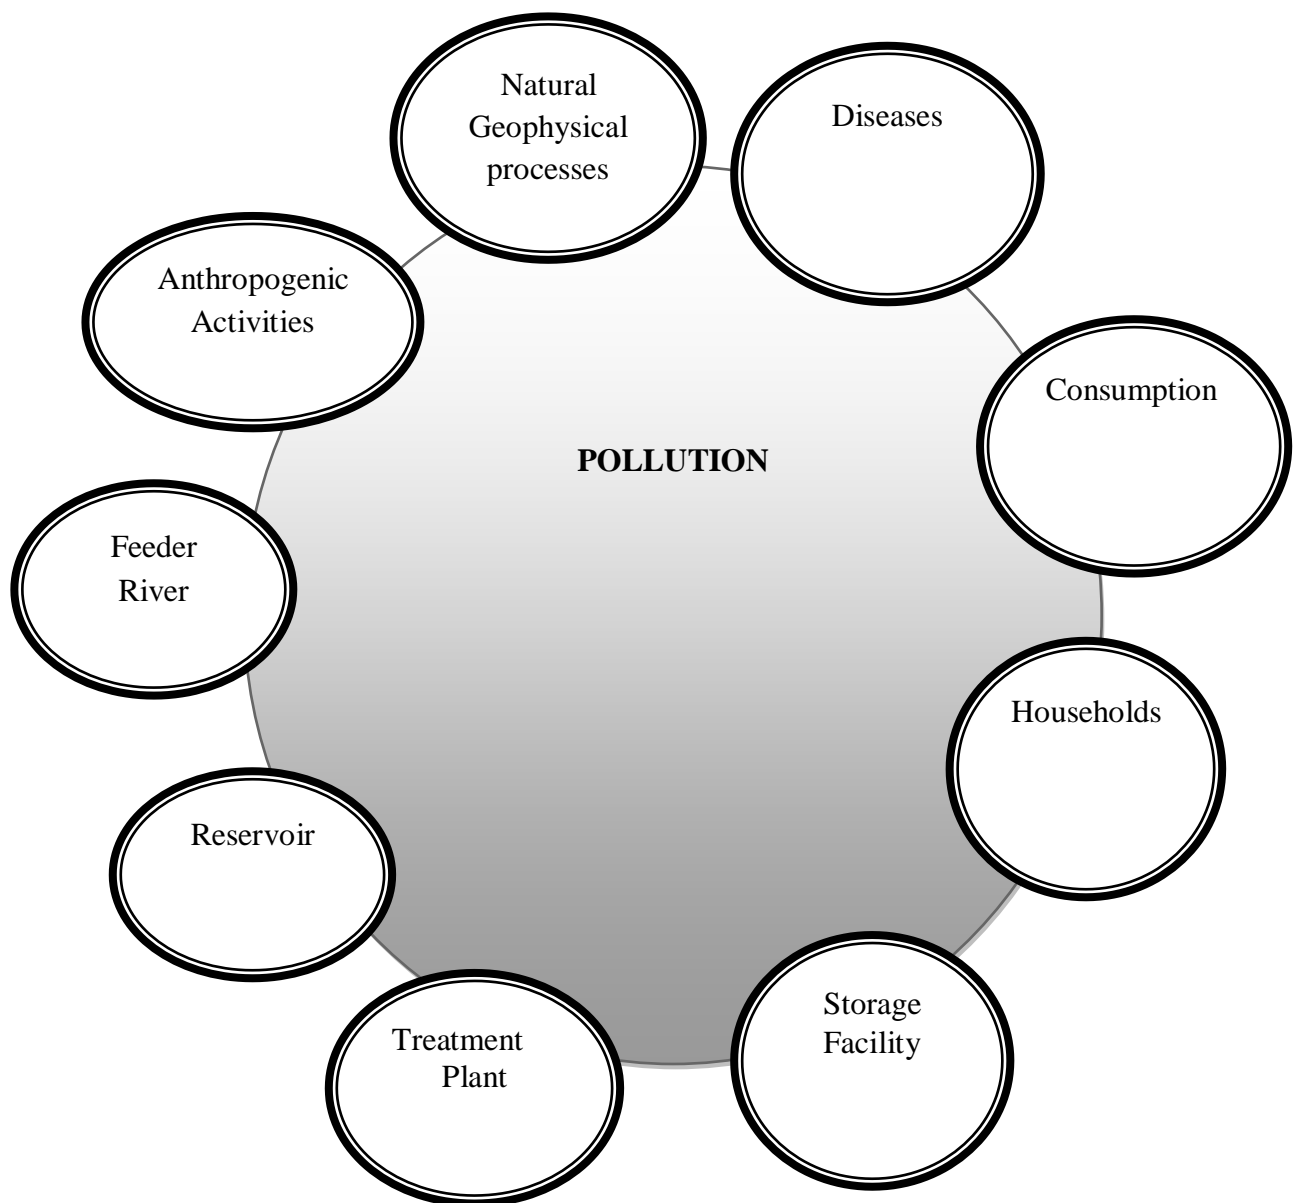 Natural
Geophysical
processes
Diseases
Anthropogenic
Activities
Consumption
POLLUTION
Feeder
River
Households
Reservoir
Storage
Facility
Treatment
Plant